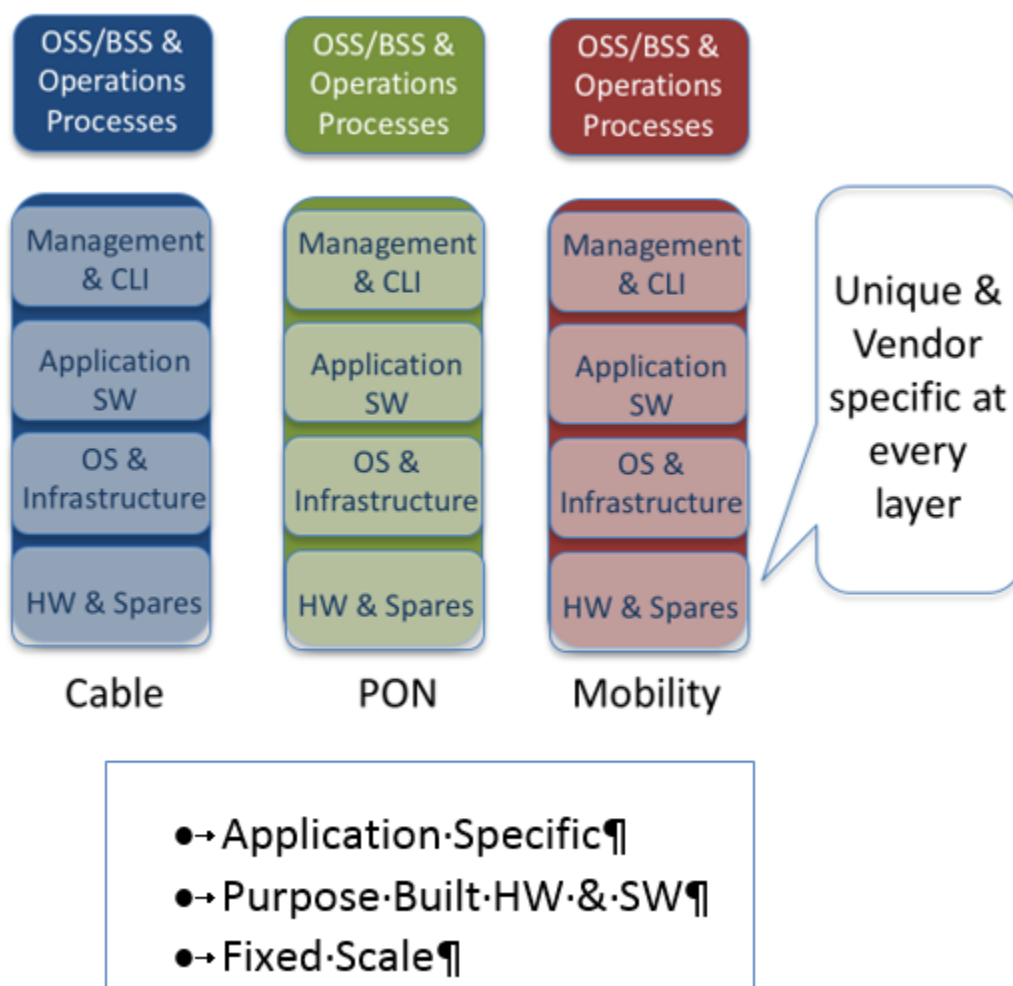 OSS/BSS &
Operations
Processes
OSS/BSS &
Operations
Processes
OSS/BSS &
Operations
Processes
Management
& CLI
Application
SW
OS &
Infrastructure
HW & Spares
Cable
Management
& CLI
Application
SW
OS &
Infrastructure
HW & Spares
PON
Management
& CLI
Application
SW
OS &
Infrastructure
HW & Spares
Mobility
Unique &
Vendor
specific at
every
layer
●→Application·Specific¶
●→Purpose·Built·HW·&·SW¶
●→Fixed·Scale¶